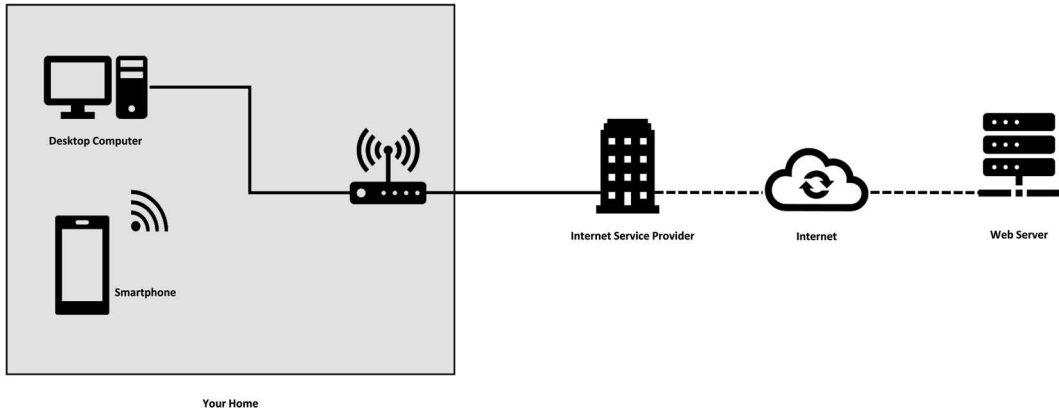 Desktop Computer
Smartphone
Internet Service Provider
Internet
Web Server
Your Home